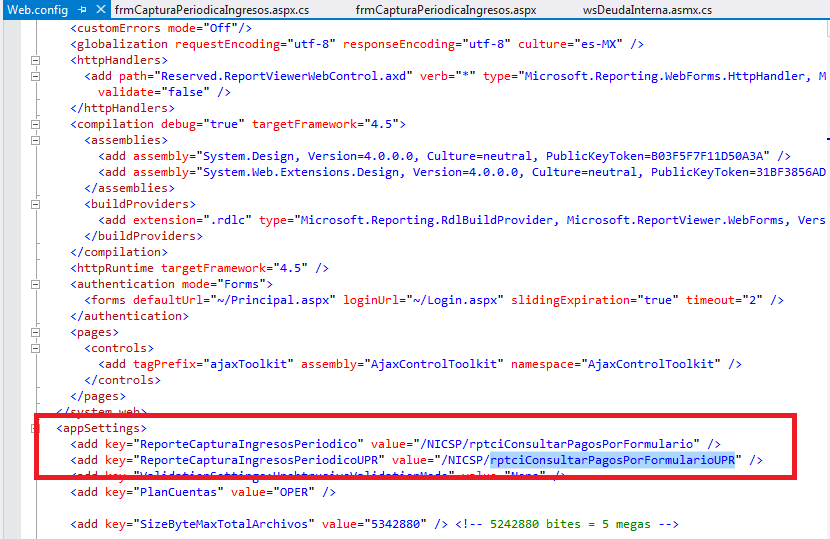 Web.config frmCapturaPeriodicaIngresos.aspx.cs frmCapturaPeriodicaIngresos.aspx wsDeudaInterna.asmx.cs
<customErrors mode="Off"/>
<globalization requestEncoding="utf-8" responseEncoding="utf-8" culture="es-MX" />
<httpHandlers>
<add path="Reserved.ReportViewerWebControl.axd" verb="*" type="Microsoft.Reporting.WebForms.HttpHandler, M
validate="false" />
</httpHandlers>
<compilation debug="true" targetFramework="4.5">
<assemblies>
<add assembly="System.Design, Version=4.0.0.0, Culture=neutral, PublicKeyToken=B03F5F7F11D50A3A" />
<add assembly="System.Web.Extensions.Design, Version=4.0.0.0, Culture=neutral, PublicKeyToken=31BF3856AD
</assemblies>
<buildProviders>
<add extension=".rdlc" type="Microsoft.Reporting.RdlBuildProvider, Microsoft.ReportViewer.WebForms, Vers
</buildProviders>
</compilation>
<httpRuntime targetFramework="4.5" />
<authentication mode="Forms">
<forms defaultUrl="~/Principal.aspx" loginUrl="~/Login.aspx" slidingExpiration="true" timeout="2" />
</authentication>
<pages>
<controls>
<add tagPrefix="ajaxToolkit" assembly="AjaxControlToolkit" namespace="AjaxControlToolkit" />
</controls>
</pages>
</system.web>
<appSettings>
<add key="ReporteCapturaIngresosPeriodico" value="/NICSP/rptciConsultarPagosPorFormulario" />
<add key="ReporteCapturaIngresosPeriodicoUPR" value="/NICSP/rptciConsultarPagosPorFormularioUPR" />
<add key="ValidationSettings:UnobtrusiveValidationMode" value="None" />
<add key="PlanCuentas" value="OPER" />
<add key="SizeByteMaxTotalArchivos" value="5342880" /> <!-- 5242880 bites = 5 megas -->